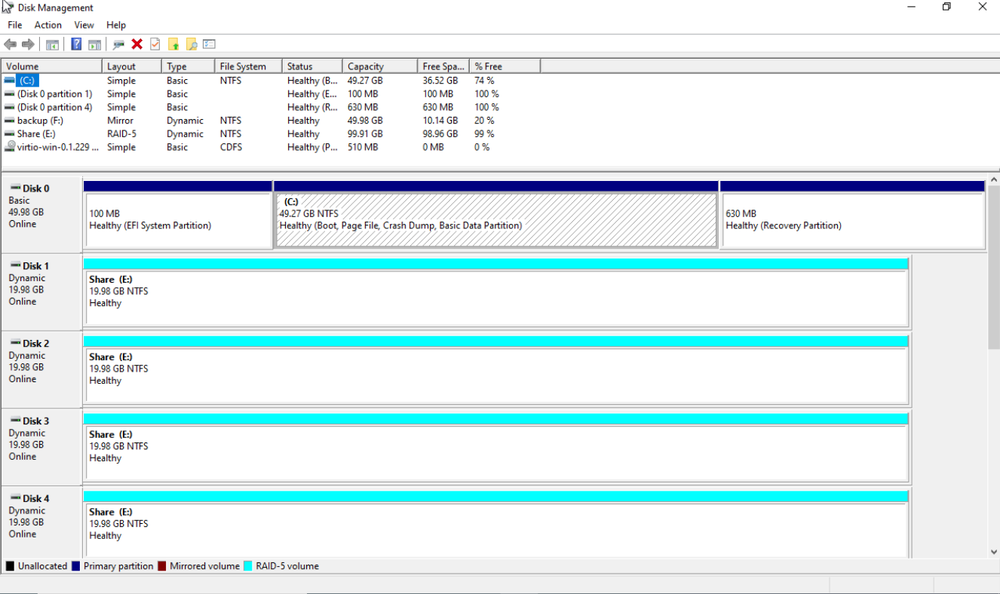 Disk Management
File Action View Help
Volume Layout Type File System Status Capacity Free Spa... % Free
(C:) Simple Basic NTFS Healthy (B... 49.27 GB 36.52 GB 74 %
(Disk 0 partition 1) Simple Basic Healthy (E... 100 MB 100 MB 100 %
(Disk 0 partition 4) Simple Basic Healthy (R... 630 MB 630 MB 100 %
backup (F:) Mirror Dynamic NTFS Healthy 49.98 GB 10.14 GB 20 %
Share (E:) RAID-5 Dynamic NTFS Healthy 99.91 GB 98.96 GB 99 %
virtio-win-0.1.229 ... Simple Basic CDFS Healthy (P... 510 MB 0 MB 0 %
Disk 0
Basic
49.98 GB
Online
100 MB
Healthy (EFI System Partition)
(C:)
49.27 GB NTFS
Healthy (Boot, Page File, Crash Dump, Basic Data Partition)
630 MB
Healthy (Recovery Partition)
Disk 1
Dynamic
19.98 GB
Online
Share (E:)
19.98 GB NTFS
Healthy
Disk 2
Dynamic
19.98 GB
Online
Share (E:)
19.98 GB NTFS
Healthy
Disk 3
Dynamic
19.98 GB
Online
Share (E:)
19.98 GB NTFS
Healthy
Disk 4
Dynamic
19.98 GB
Online
Share (E:)
19.98 GB NTFS
Healthy
Unallocated Primary partition Mirrored volume RAID-5 volume